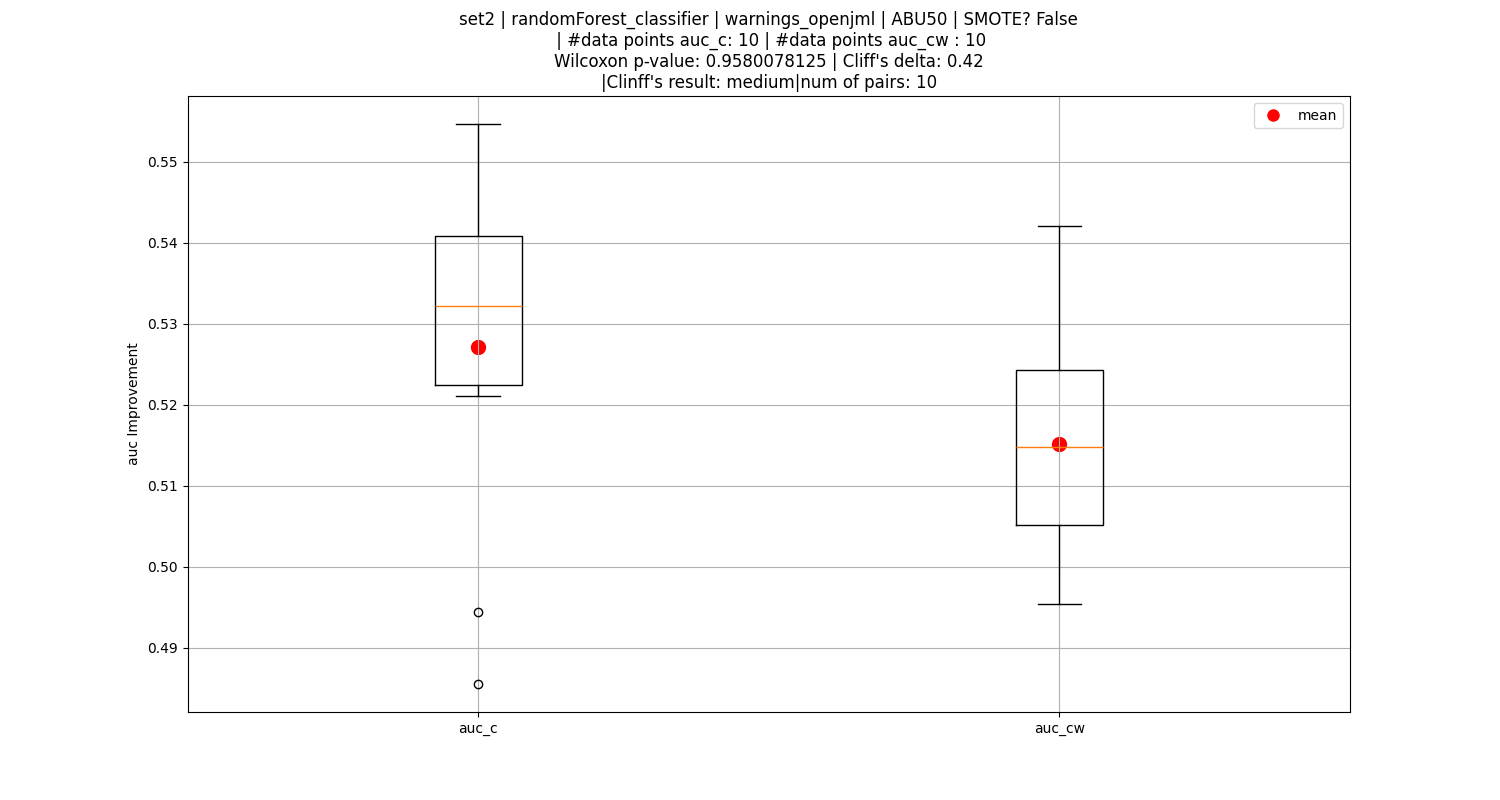 set2 | randomForest_classifier | warnings_openjml | ABU50 | SMOTE? False
| #data points auc_c: 10 | #data points auc_cw : 10
Wilcoxon p-value: 0.9580078125 | Cliff's delta: 0.42
|Clinff's result: medium|num of pairs: 10
mean
0.55
0.54
0.53
0.52
0.51
0.50
0.49
auc Improvement
auc_c
auc_cw